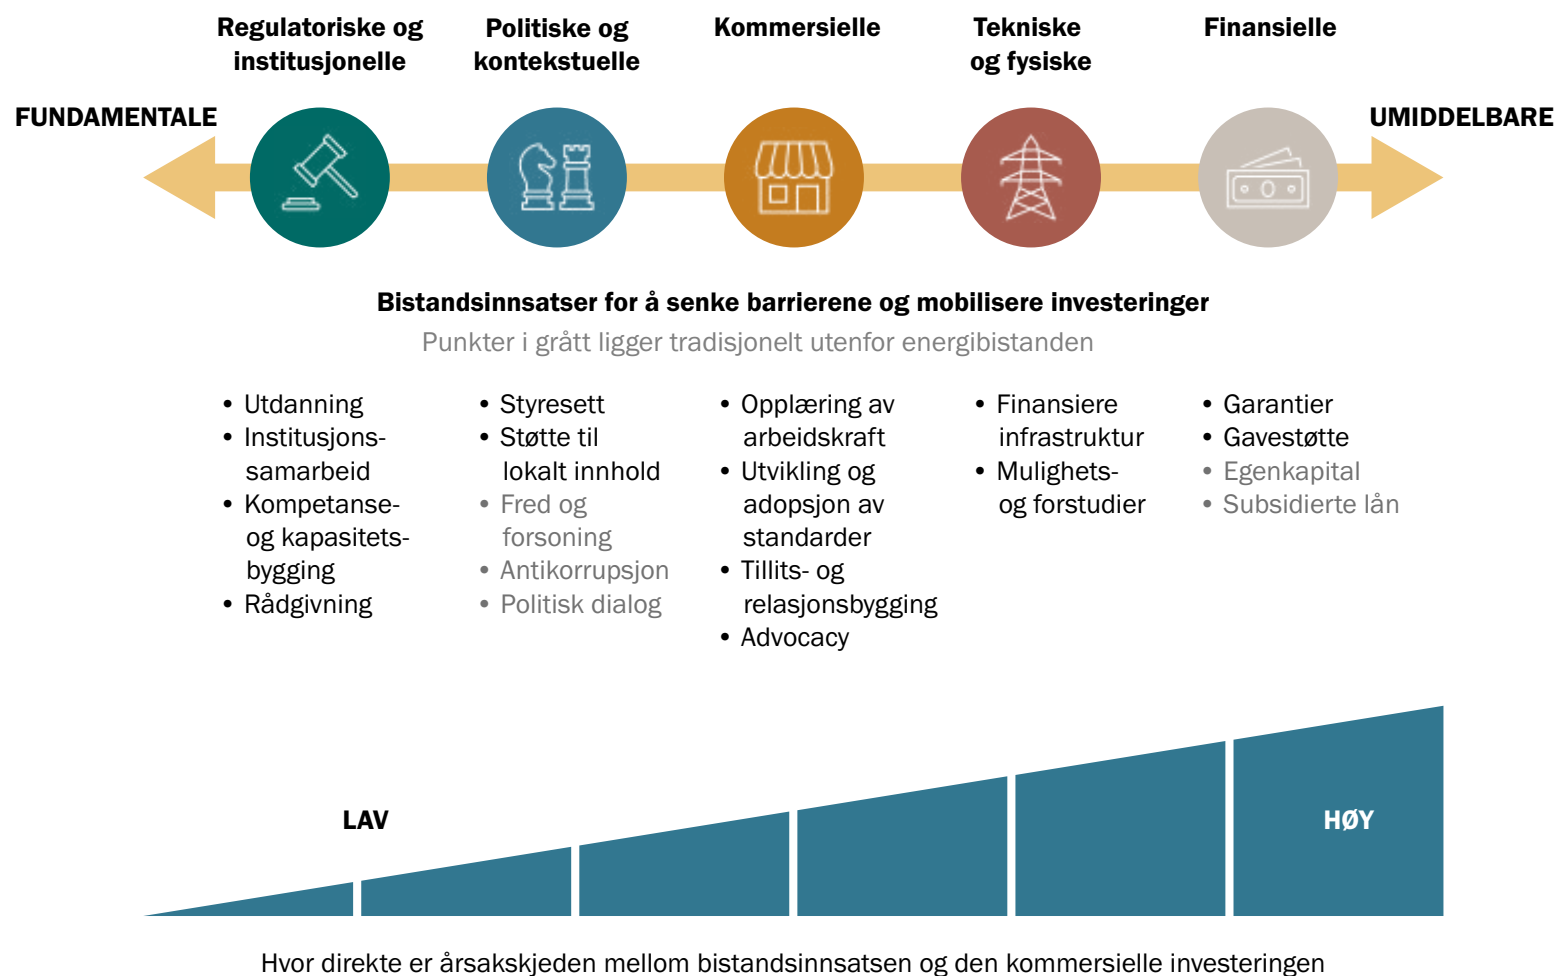 Regulatoriske og
institusjonelle
Politiske og
kontekstuelle
Kommersielle
Tekniske
og fysiske
Finansielle
FUNDAMENTALE
UMIDDELBARE
Bistandsinnsatser for å senke barrierene og mobilisere investeringer
Punkter i grått ligger tradisjonelt utenfor energibistanden
• Utdanning
• Institusjons-
samarbeid
• Kompetanse-
og kapasitets-
bygging
• Rådgivning
• Styresett
• Støtte til
lokalt innhold
• Fred og
forsoning
• Antikorrupsjon
• Politisk dialog
• Opplæring av
arbeidskraft
• Utvikling og
adopsjon av
standarder
• Tillits- og
relasjonsbygging
• Advocacy
• Finansiere
infrastruktur
• Mulighets-
og forstudier
• Garantier
• Gavestøtte
• Egenkapital
• Subsidierte lån
LAV
HØY
Hvor direkte er årsakskjeden mellom bistandsinnsatsen og den kommersielle investeringen